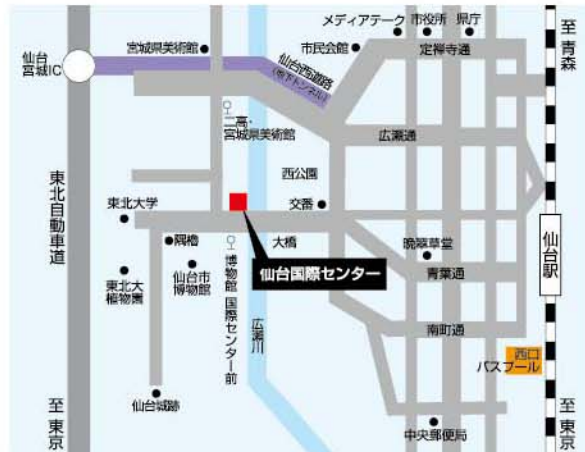 メディアテーク
市役所
県庁
至青森
宮城県美術館
市民会館
定禅寺通
仙台
宮城IC
仙台西道路
(地下トンネル)
二高・
宮城県美術館
広瀬通
西公園
東北自動車道
東北大学
交番
仙台駅
隅櫓
大橋
晩翠草堂
仙台国際センター
青葉通
東北大
植物園
仙台市
博物館
博物館 国際センター前
広瀬川
南町通
西口
バスプール
仙台城跡
中央郵便局
至東京
至東京